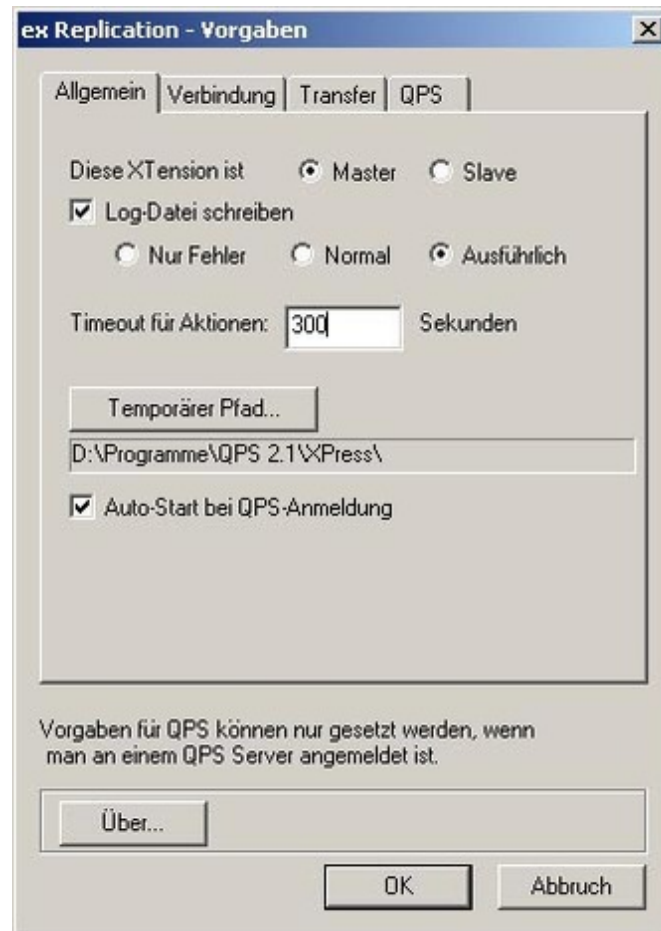 ex Replication - Vorgaben
Allgemein Verbindung Transfer QPS
Diese XTension ist Master Slave
Log-Datei schreiben
Nur Fehler Normal Ausführlich
Timeout für Aktionen: 300 Sekunden
Temporärer Pfad...
D:\Programme\QPS 2.1\XPress\
Auto-Start bei QPS-Anmeldung
Vorgaben für QPS können nur gesetzt werden, wenn
man an einem QPS Server angemeldet ist.
Über...
OK Abbruch